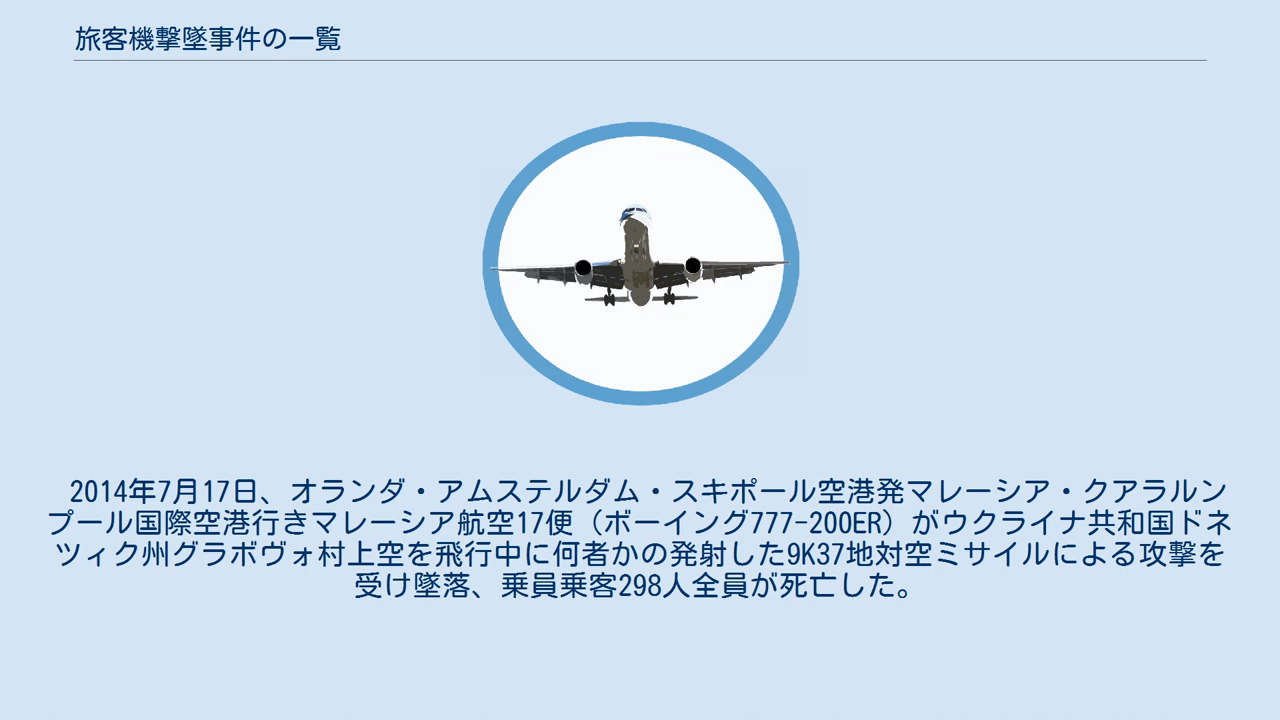 旅客機撃墜事件の一覧
2014年7月17日、オランダ・アムステルダム・スキポール空港発マレーシア・クアラルン
プール国際空港行きマレーシア航空17便（ボーイング777-200ER）がウクライナ共和国ドネ
ツィク州グラボヴォ村上空を飛行中に何者かの発射した9K37地対空ミサイルによる攻撃を
受け墜落、乗員乗客298人全員が死亡した。